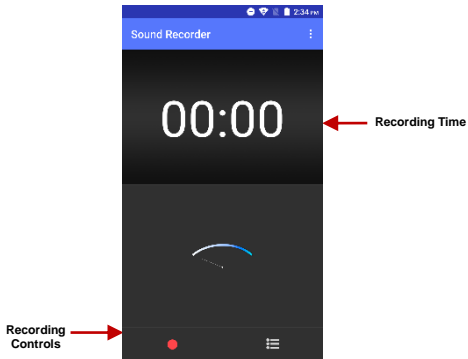 2:34 PM
Sound Recorder
00:00
Recording Time
Recording
Controls